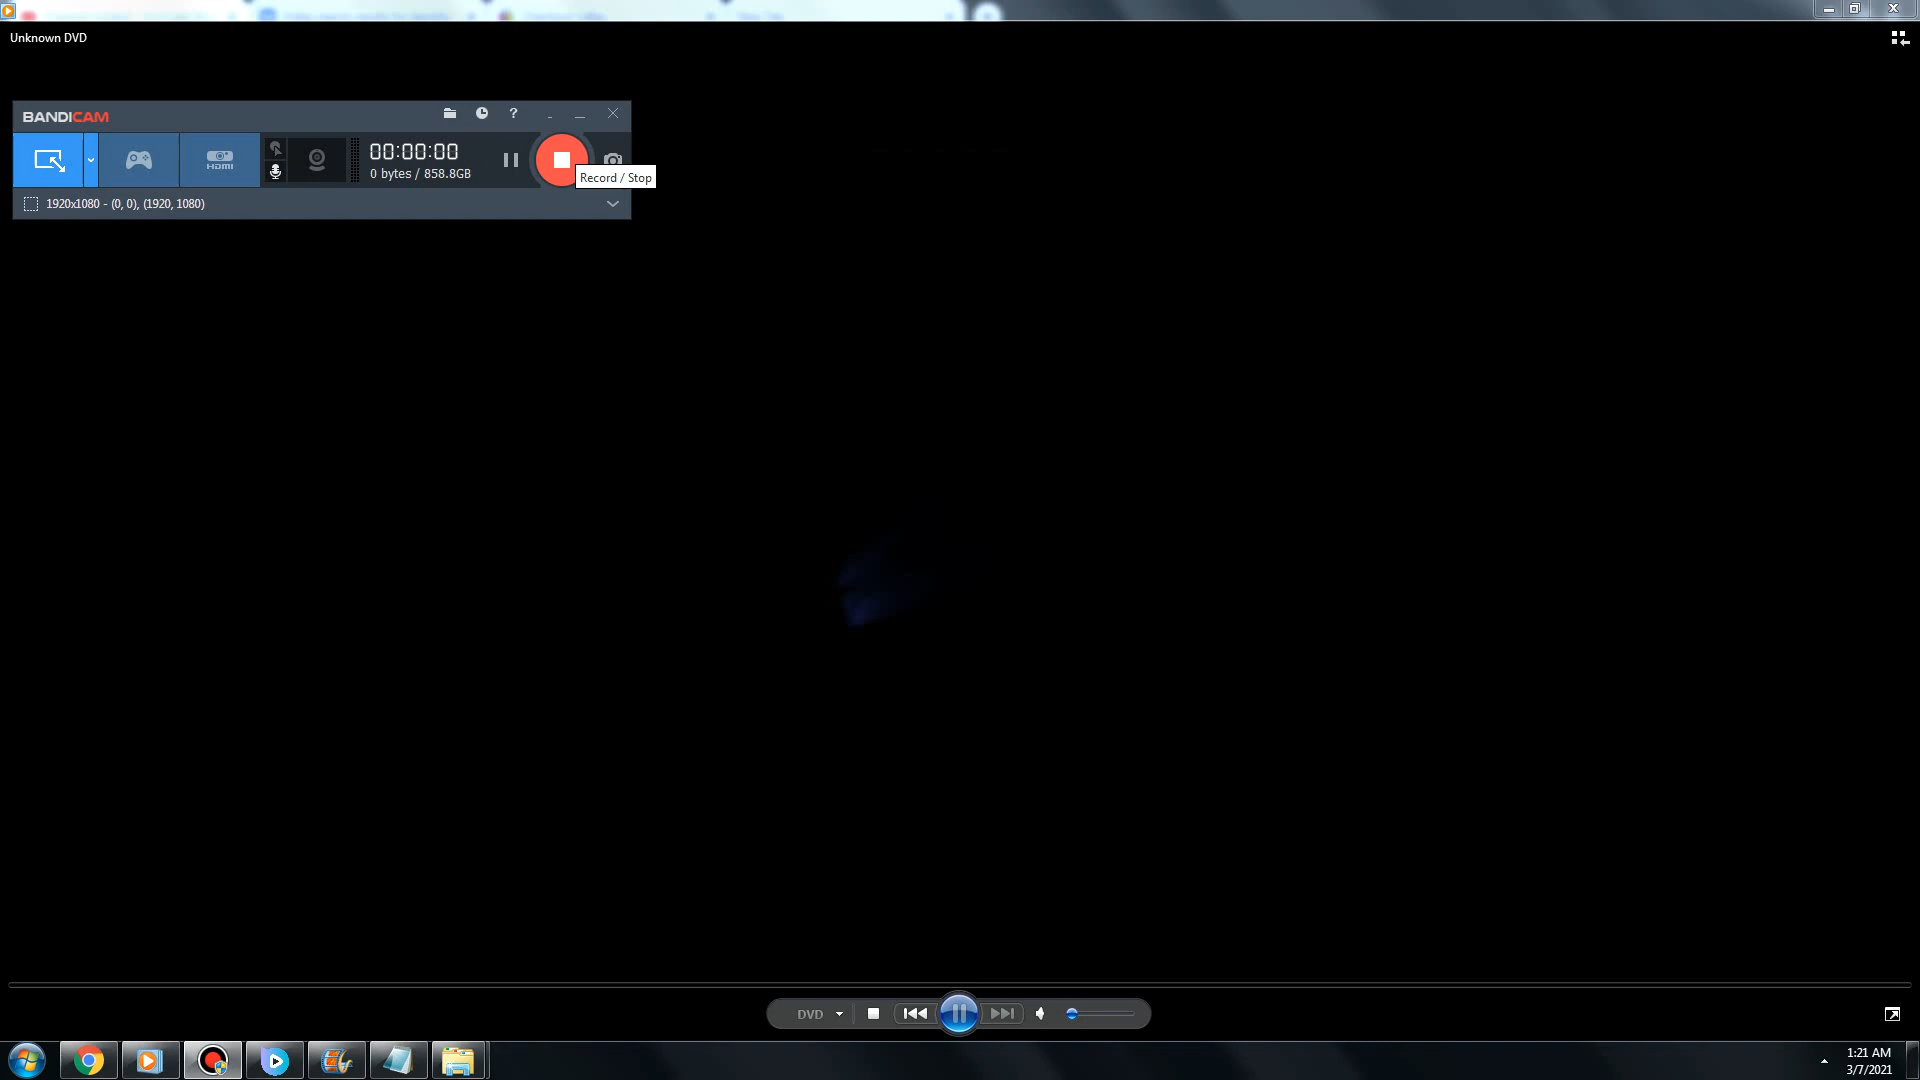 Unknown DVD
BANDICAM
?
HDMI
00:00:00
0 bytes / 858.8GB
Record / Stop
1920x1080 - (0, 0), (1920, 1080)
DVD
1:21 AM
3/7/2021